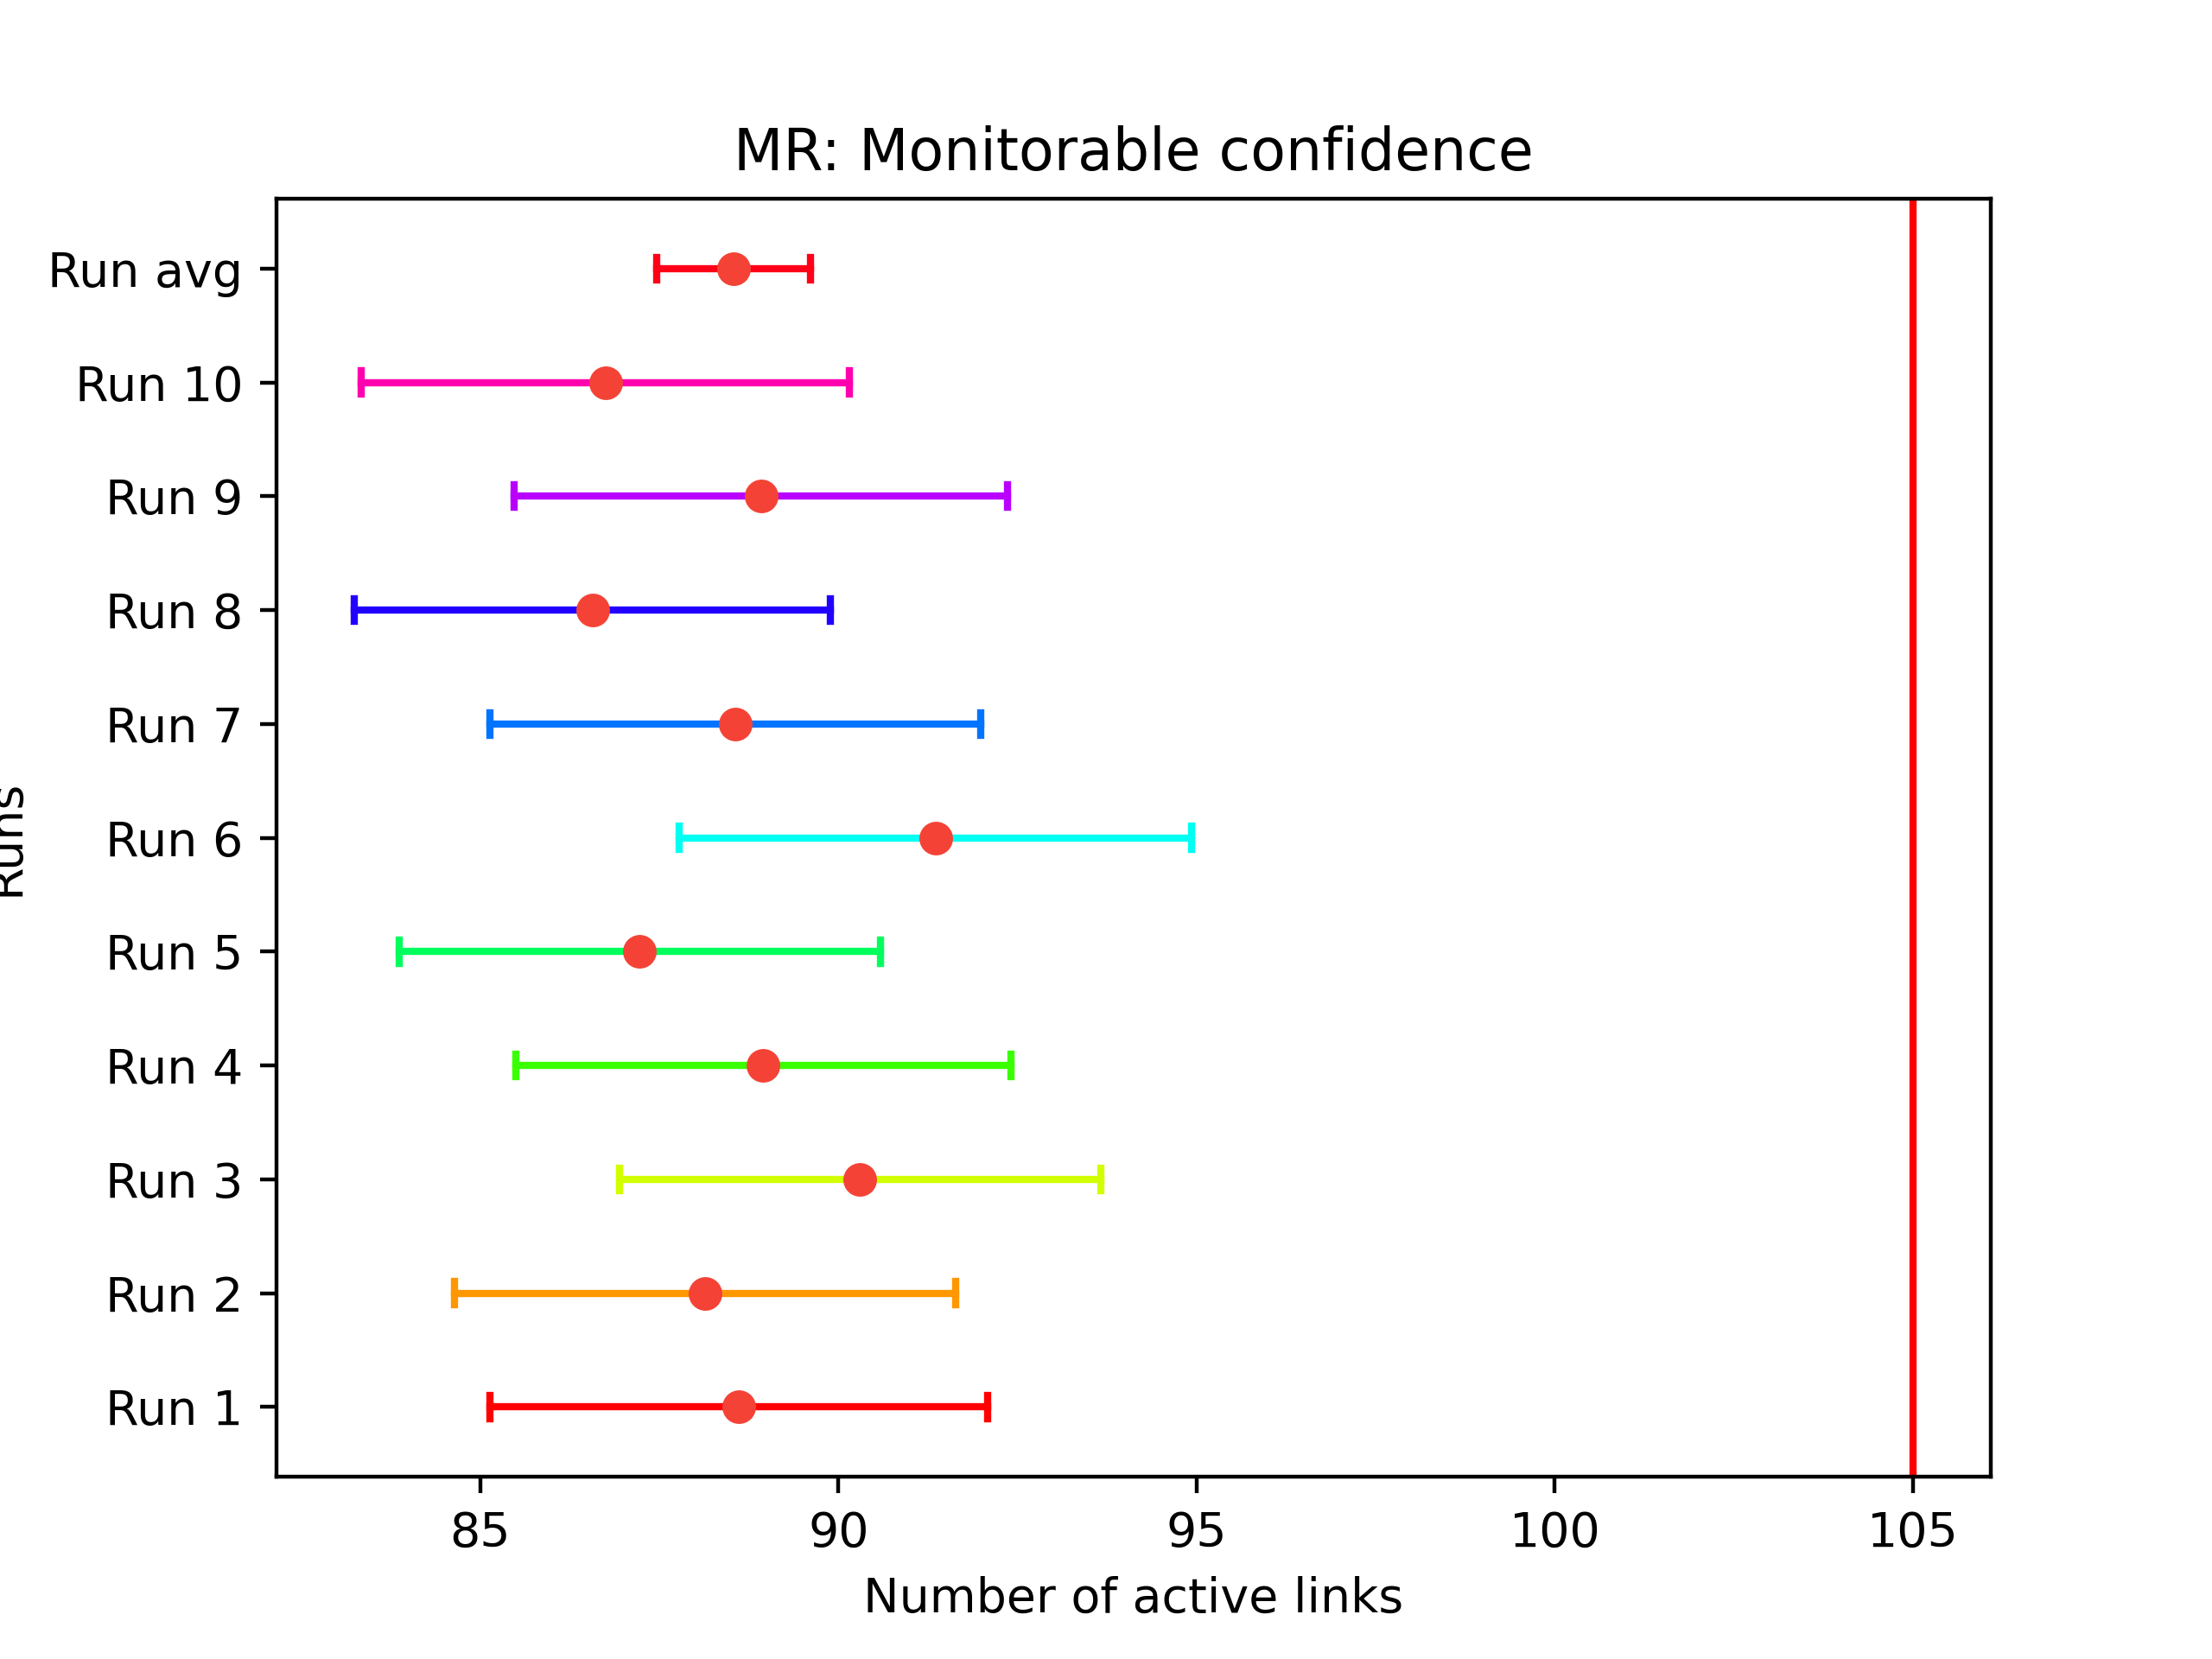 MR: Monitorable confidence
Run avg
Run 10
Run 9
Run 8
Run 7
Run 6
Run 5
Run 4
Run 3
Run 2
Run 1
Runs
85 90 95 100 105
Number of active links